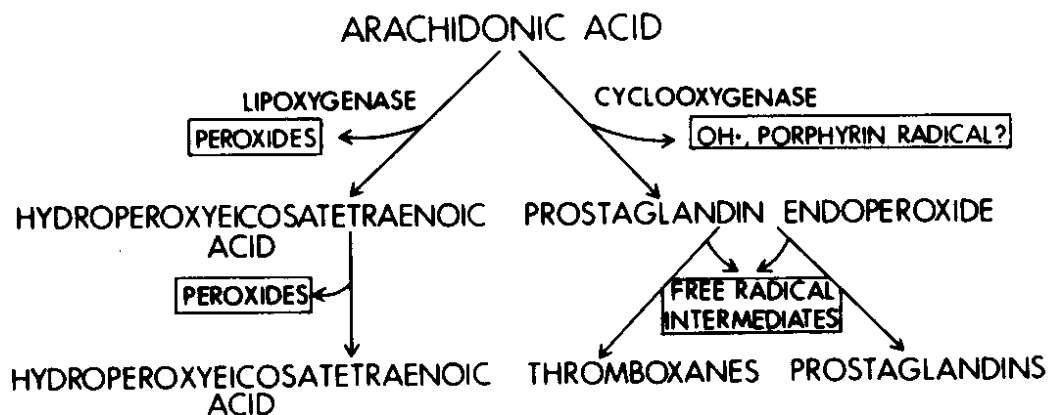 ARACHIDONIC ACID
LIPOXYGENASE
CYCLOOXYGENASE
PEROXIDES
OH·, PORPHYRIN RADICAL?
HYDROPEROXYEICOSATETRAENOIC
ACID
PROSTAGLANDIN ENDOPEROXIDE
PEROXIDES
FREE RADICAL
INTERMEDIATES
HYDROPEROXYEICOSATETRAENOIC
ACID
THROMBOXANES
PROSTAGLANDINS